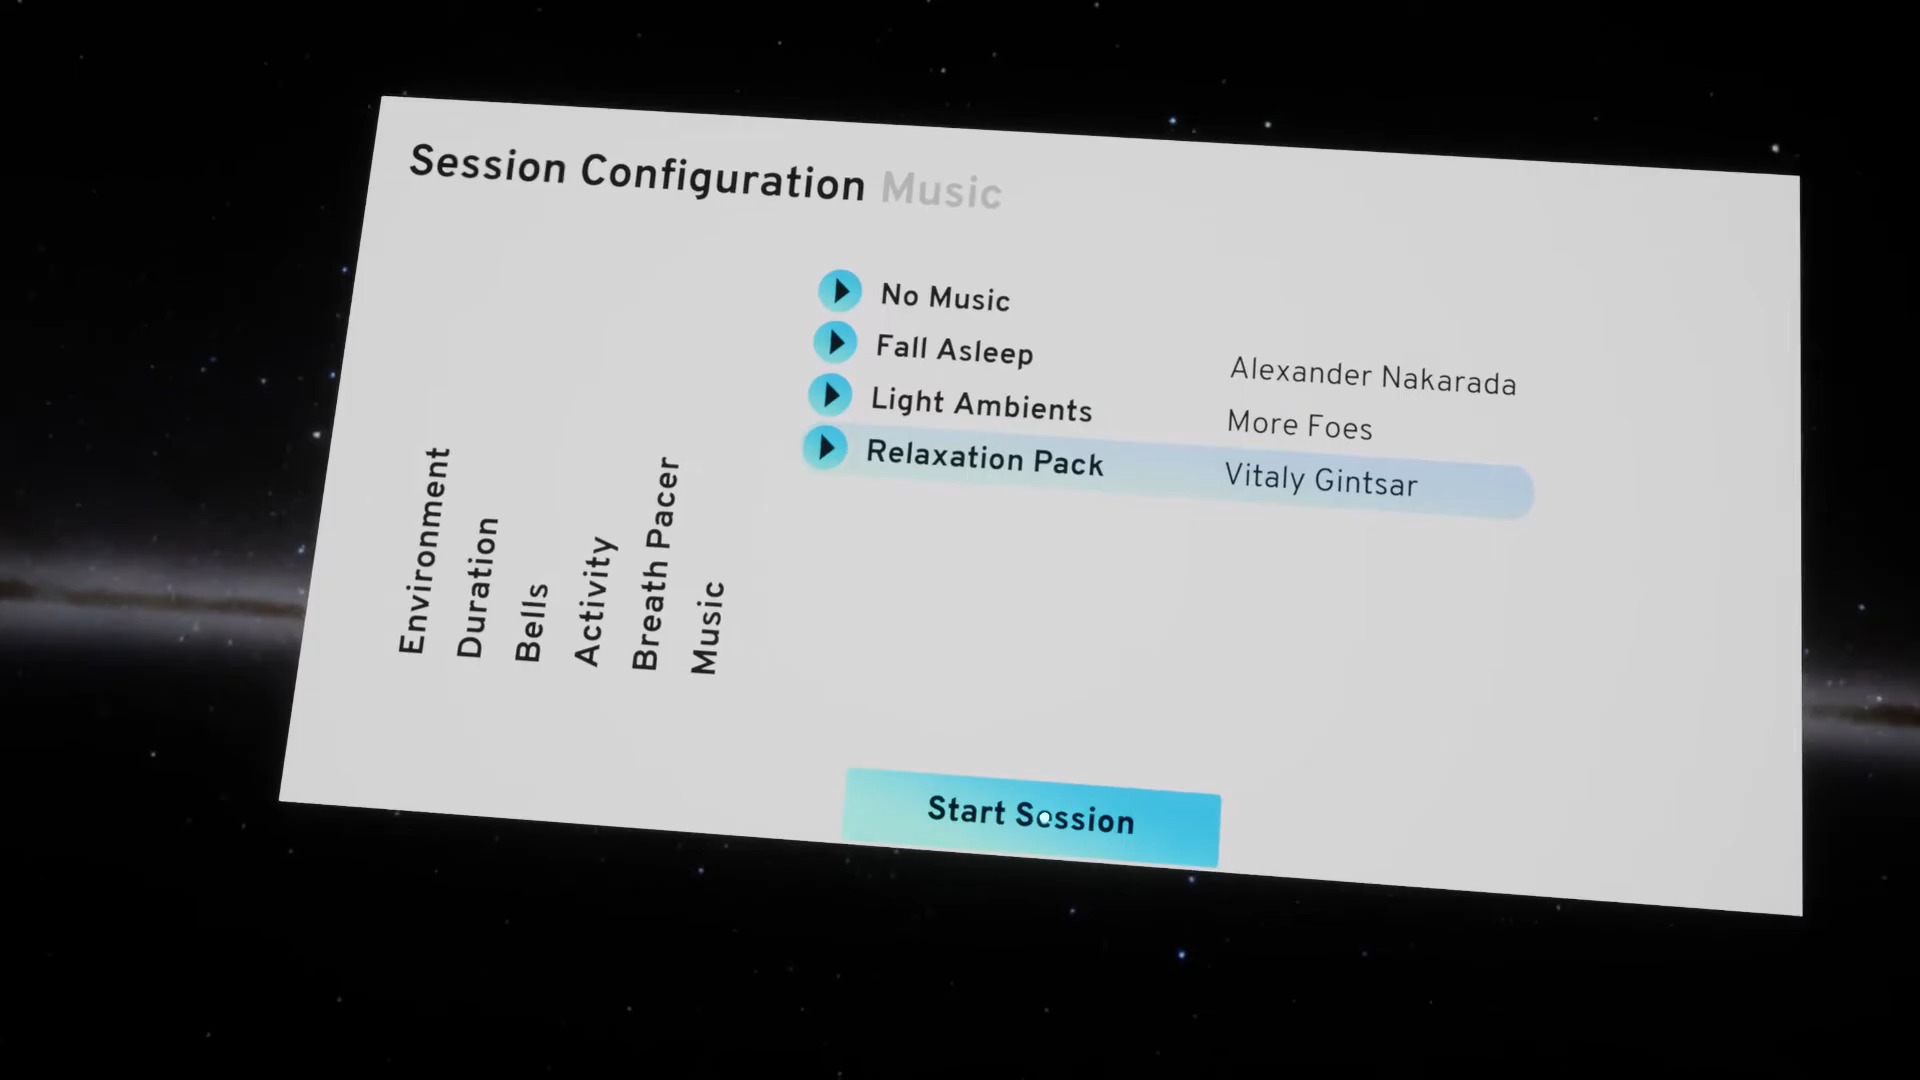 Session Configuration Music
No Music
Fall Asleep Alexander Nakarada
Light Ambients More Foes
Relaxation Pack Vitaly Gintsar
Environment
Duration
Bells
Activity
Breath Pacer
Music
Start Session